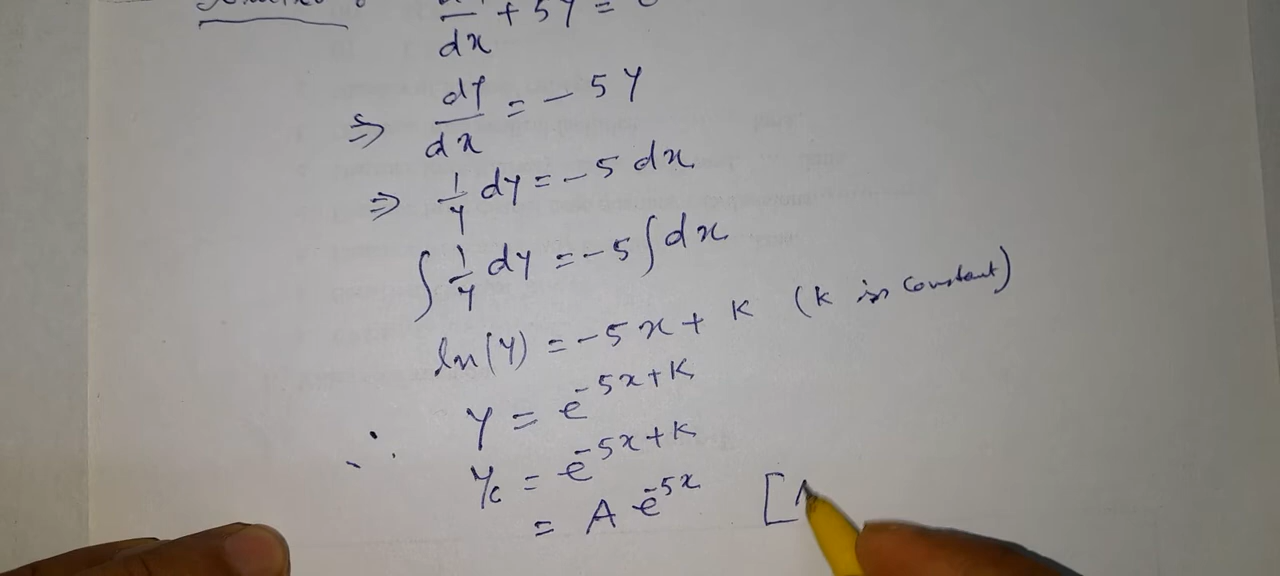 dy/dx + 5y = 0
⇒ dy/dx = -5y
⇒ 1/y dy = -5 dx
∫ 1/y dy = -5 ∫ dx
ln(y) = -5x + K (K is Constant)
∴ y = e^{-5x+K}
y_c = e^{-5x+K}
= A e^{-5x} [A